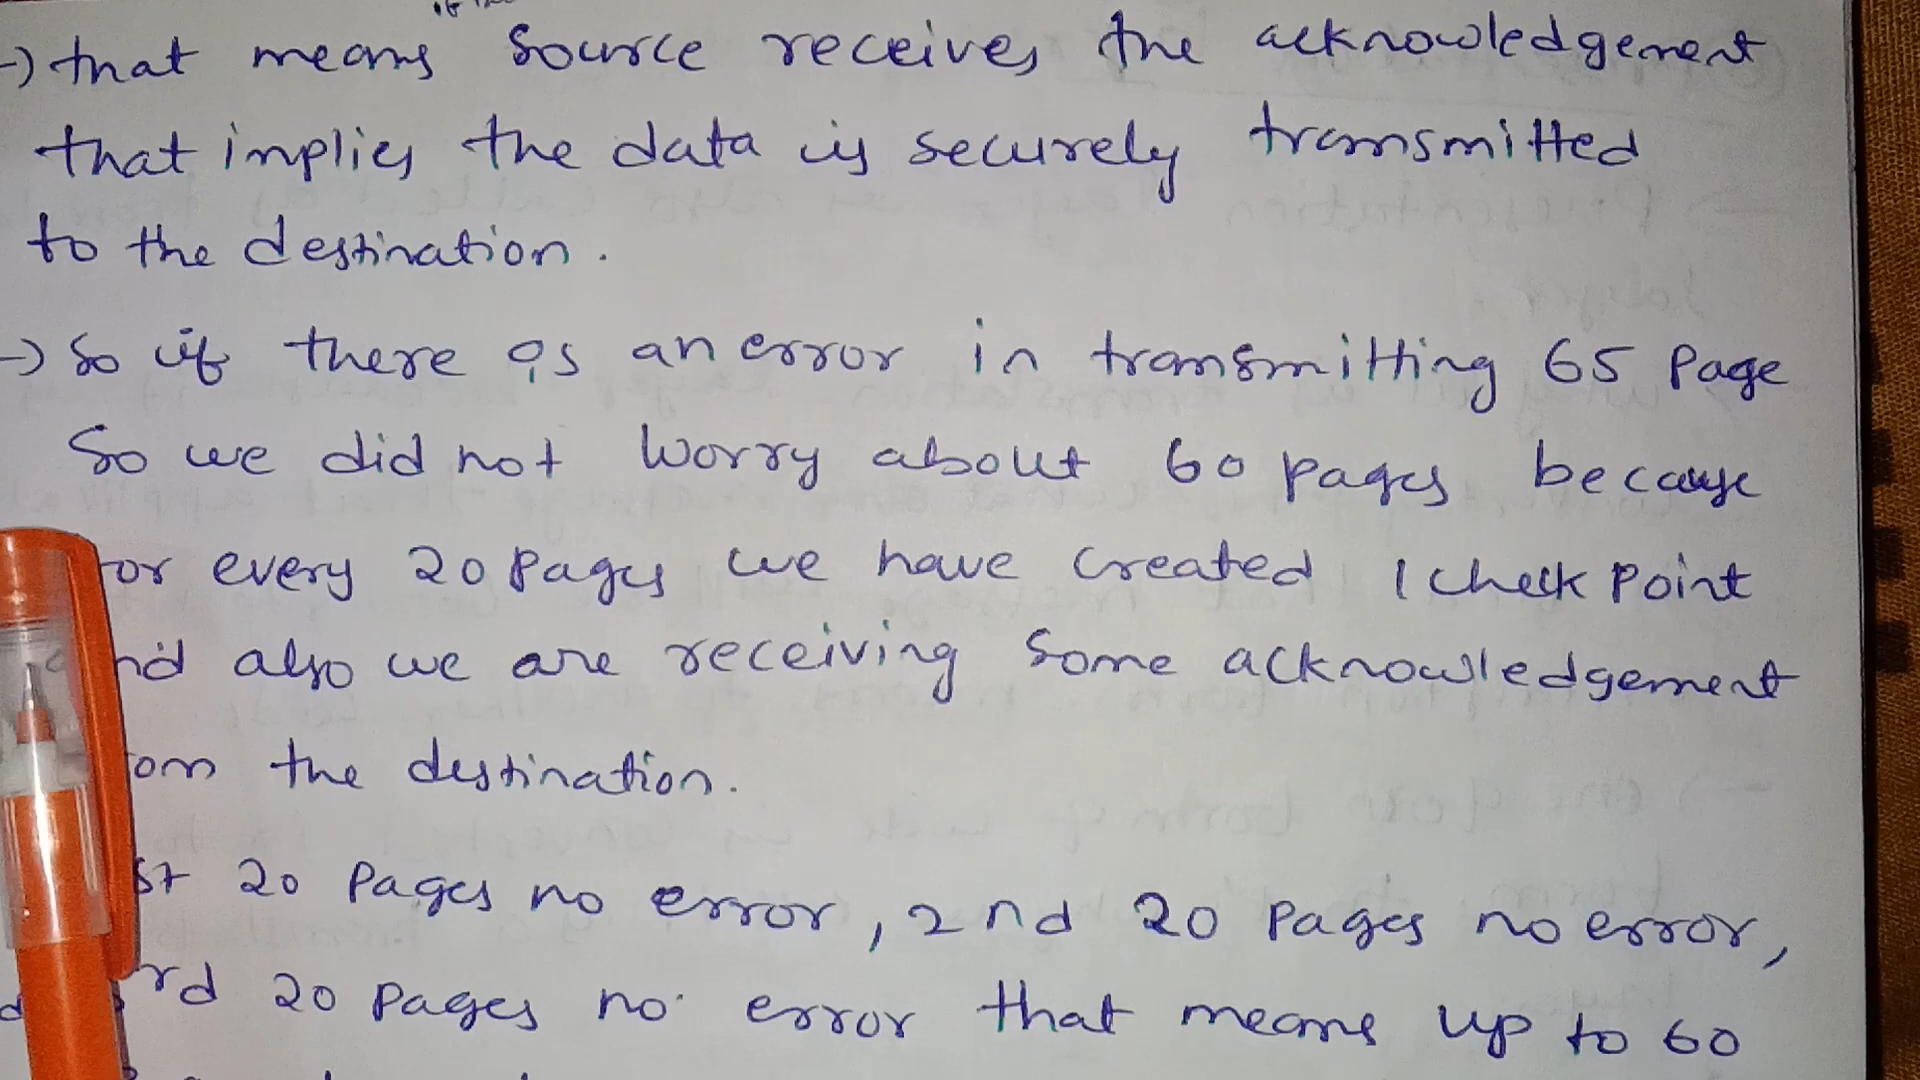 → that means source receives the acknowledgement
that implies the data is securely transmitted
to the destination.
→ So if there is an error in transmitting 65 page
So we did not worry about 60 pages because
or every 20 pages we have created 1 check point
nd also we are receiving some acknowledgement
om the destination.
st 20 pages no error, 2nd 20 pages no error,
rd 20 pages no error that means up to 60